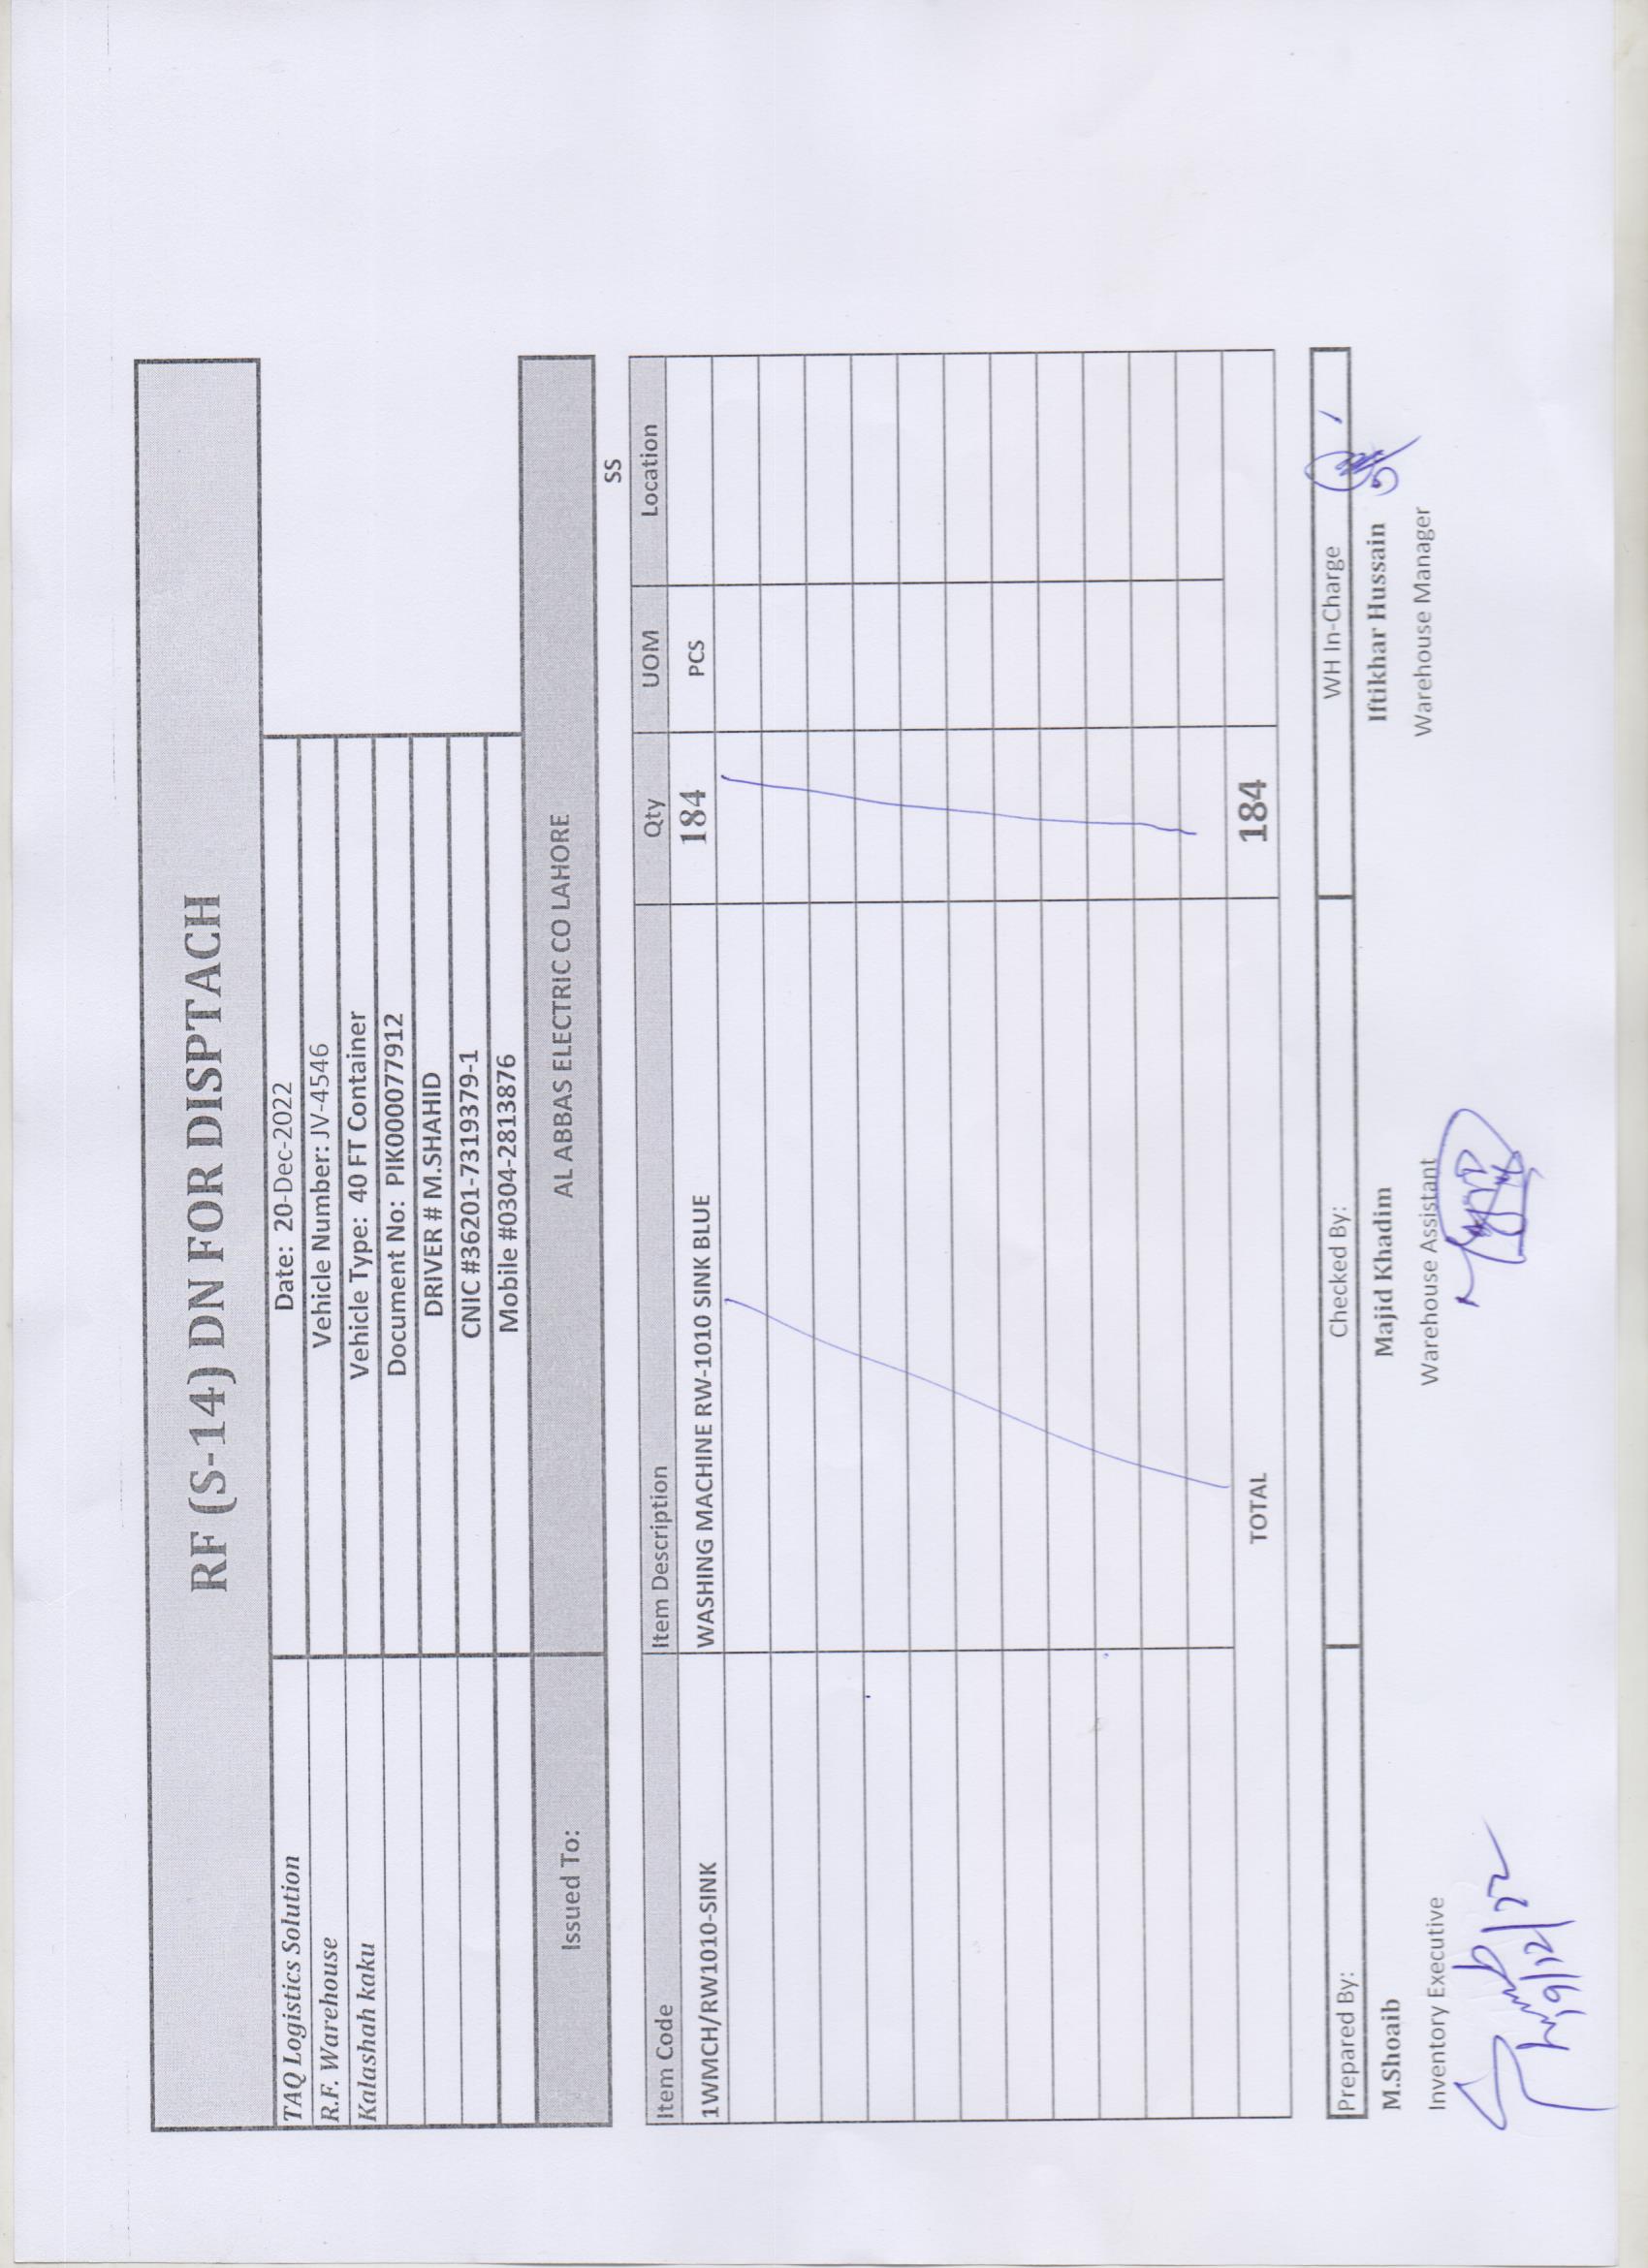 RF (S-14) DN FOR DISPTACH
TAQ Logistics Solution
Date: 20-Dec-2022
R.F. Warehouse
Vehicle Number: JV-4546
Kalashah kaku
Vehicle Type: 40 FT Container
Document No: PIK000077912
DRIVER # M.SHAHID
CNIC #36201-7319379-1
Mobile #0304-2813876
Issued To: AL ABBAS ELECTRIC CO LAHORE
SS
Item Code Item Description Qty UOM Location
1WMCH/RW1010-SINK WASHING MACHINE RW-1010 SINK BLUE 184 PCS
TOTAL 184
Prepared By: Checked By: WH In-Charge
M.Shoaib Majid Khadim Iftikhar Hussain
Inventory Executive Warehouse Assistant Warehouse Manager
19/12/22